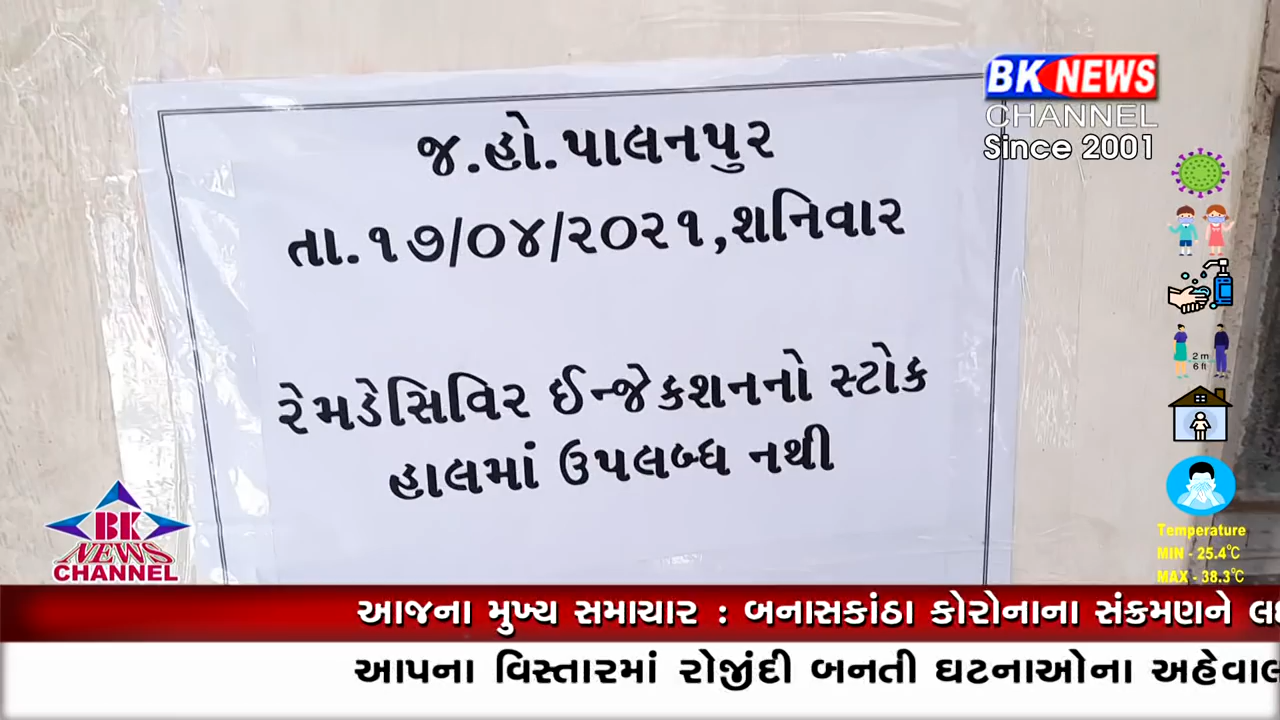 BK NEWS
CHANNEL
Since 2001
જ.હો.પાલનપુર
તા.૧૭/૦૪/૨૦૨૧,શનિવાર
રેમડેસિવિર ઈન્જેકશનનો સ્ટોક
હાલમાં ઉપલબ્ધ નથી
2 m
6 ft
Temperature
MIN - 25.4℃
MAX - 38.3℃
BK
NEWS
CHANNEL
આજના મુખ્ય સમાચાર : બનાસકાંઠા કોરોનાના સંક્રમણને
આપના વિસ્તારમાં રોજીંદી બનતી ઘટનાઓના અહેવાલ